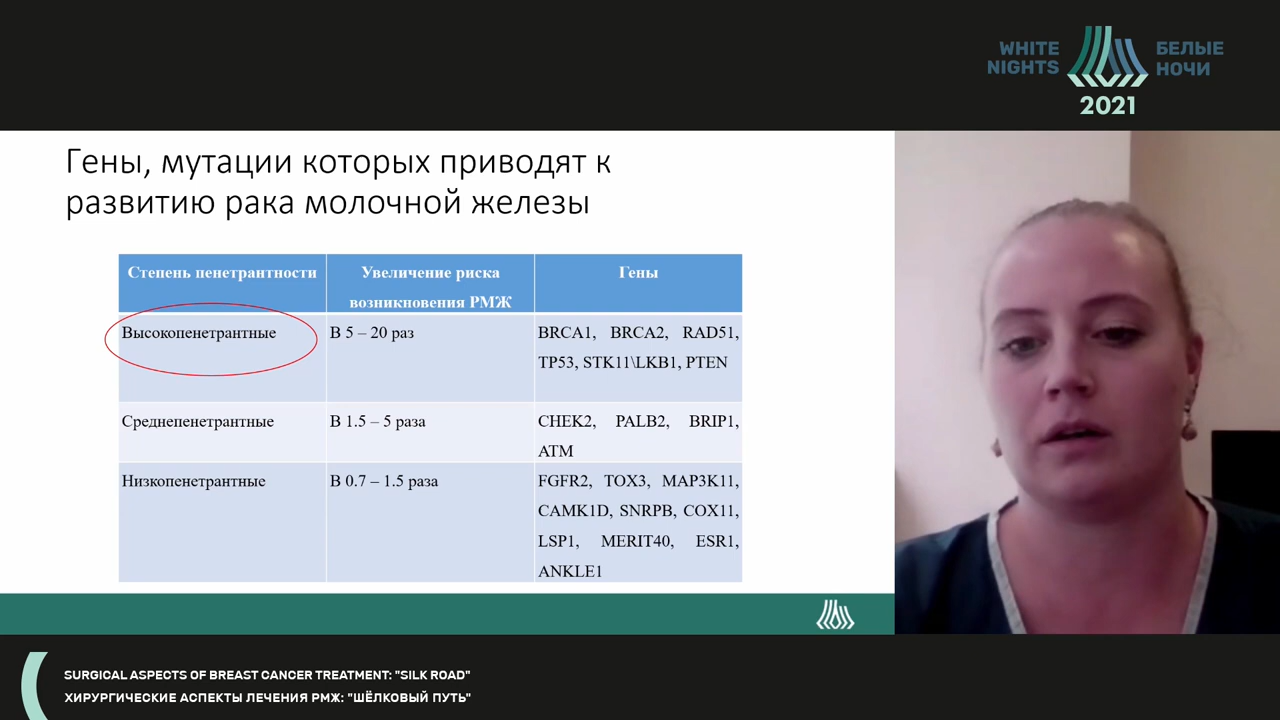 WHITE
NIGHTS
БЕЛЫЕ
НОЧИ
2021
Гены, мутации которых приводят к
развитию рака молочной железы
Степень пенетрантности
Увеличение риска
возникновения РМЖ
Гены
Высокопенетрантные
В 5 – 20 раз
BRCA1, BRCA2, RAD51,
TP53, STK11\LKB1, PTEN
Среднепенетрантные
В 1.5 – 5 раза
CHEK2, PALB2, BRIP1,
ATM
Низкопенетрантные
В 0.7 – 1.5 раза
FGFR2, TOX3, MAP3K11,
CAMK1D, SNRPB, COX11,
LSP1, MERIT40, ESR1,
ANKLE1
SURGICAL ASPECTS OF BREAST CANCER TREATMENT: "SILK ROAD"
ХИРУРГИЧЕСКИЕ АСПЕКТЫ ЛЕЧЕНИЯ РМЖ: "ШЁЛКОВЫЙ ПУТЬ"